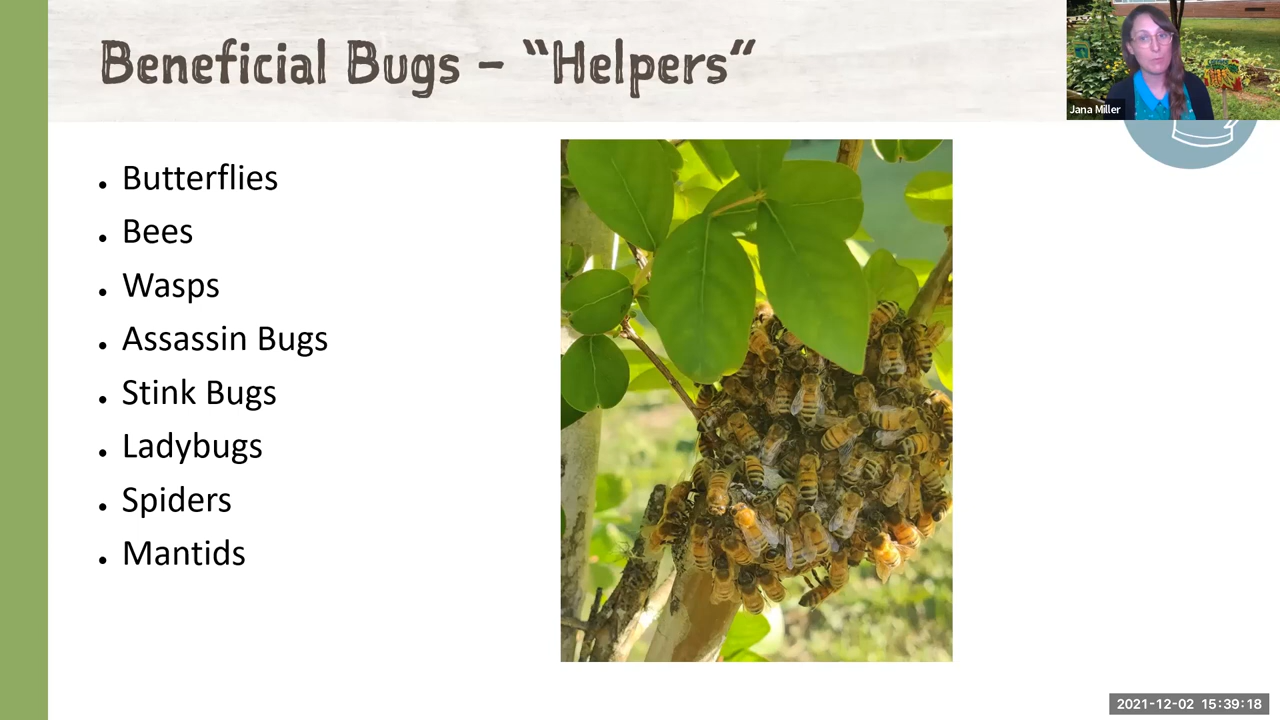 Beneficial Bugs – “Helpers”
Jana Miller
Butterflies
Bees
Wasps
Assassin Bugs
Stink Bugs
Ladybugs
Spiders
Mantids
2021-12-02 15:39:18